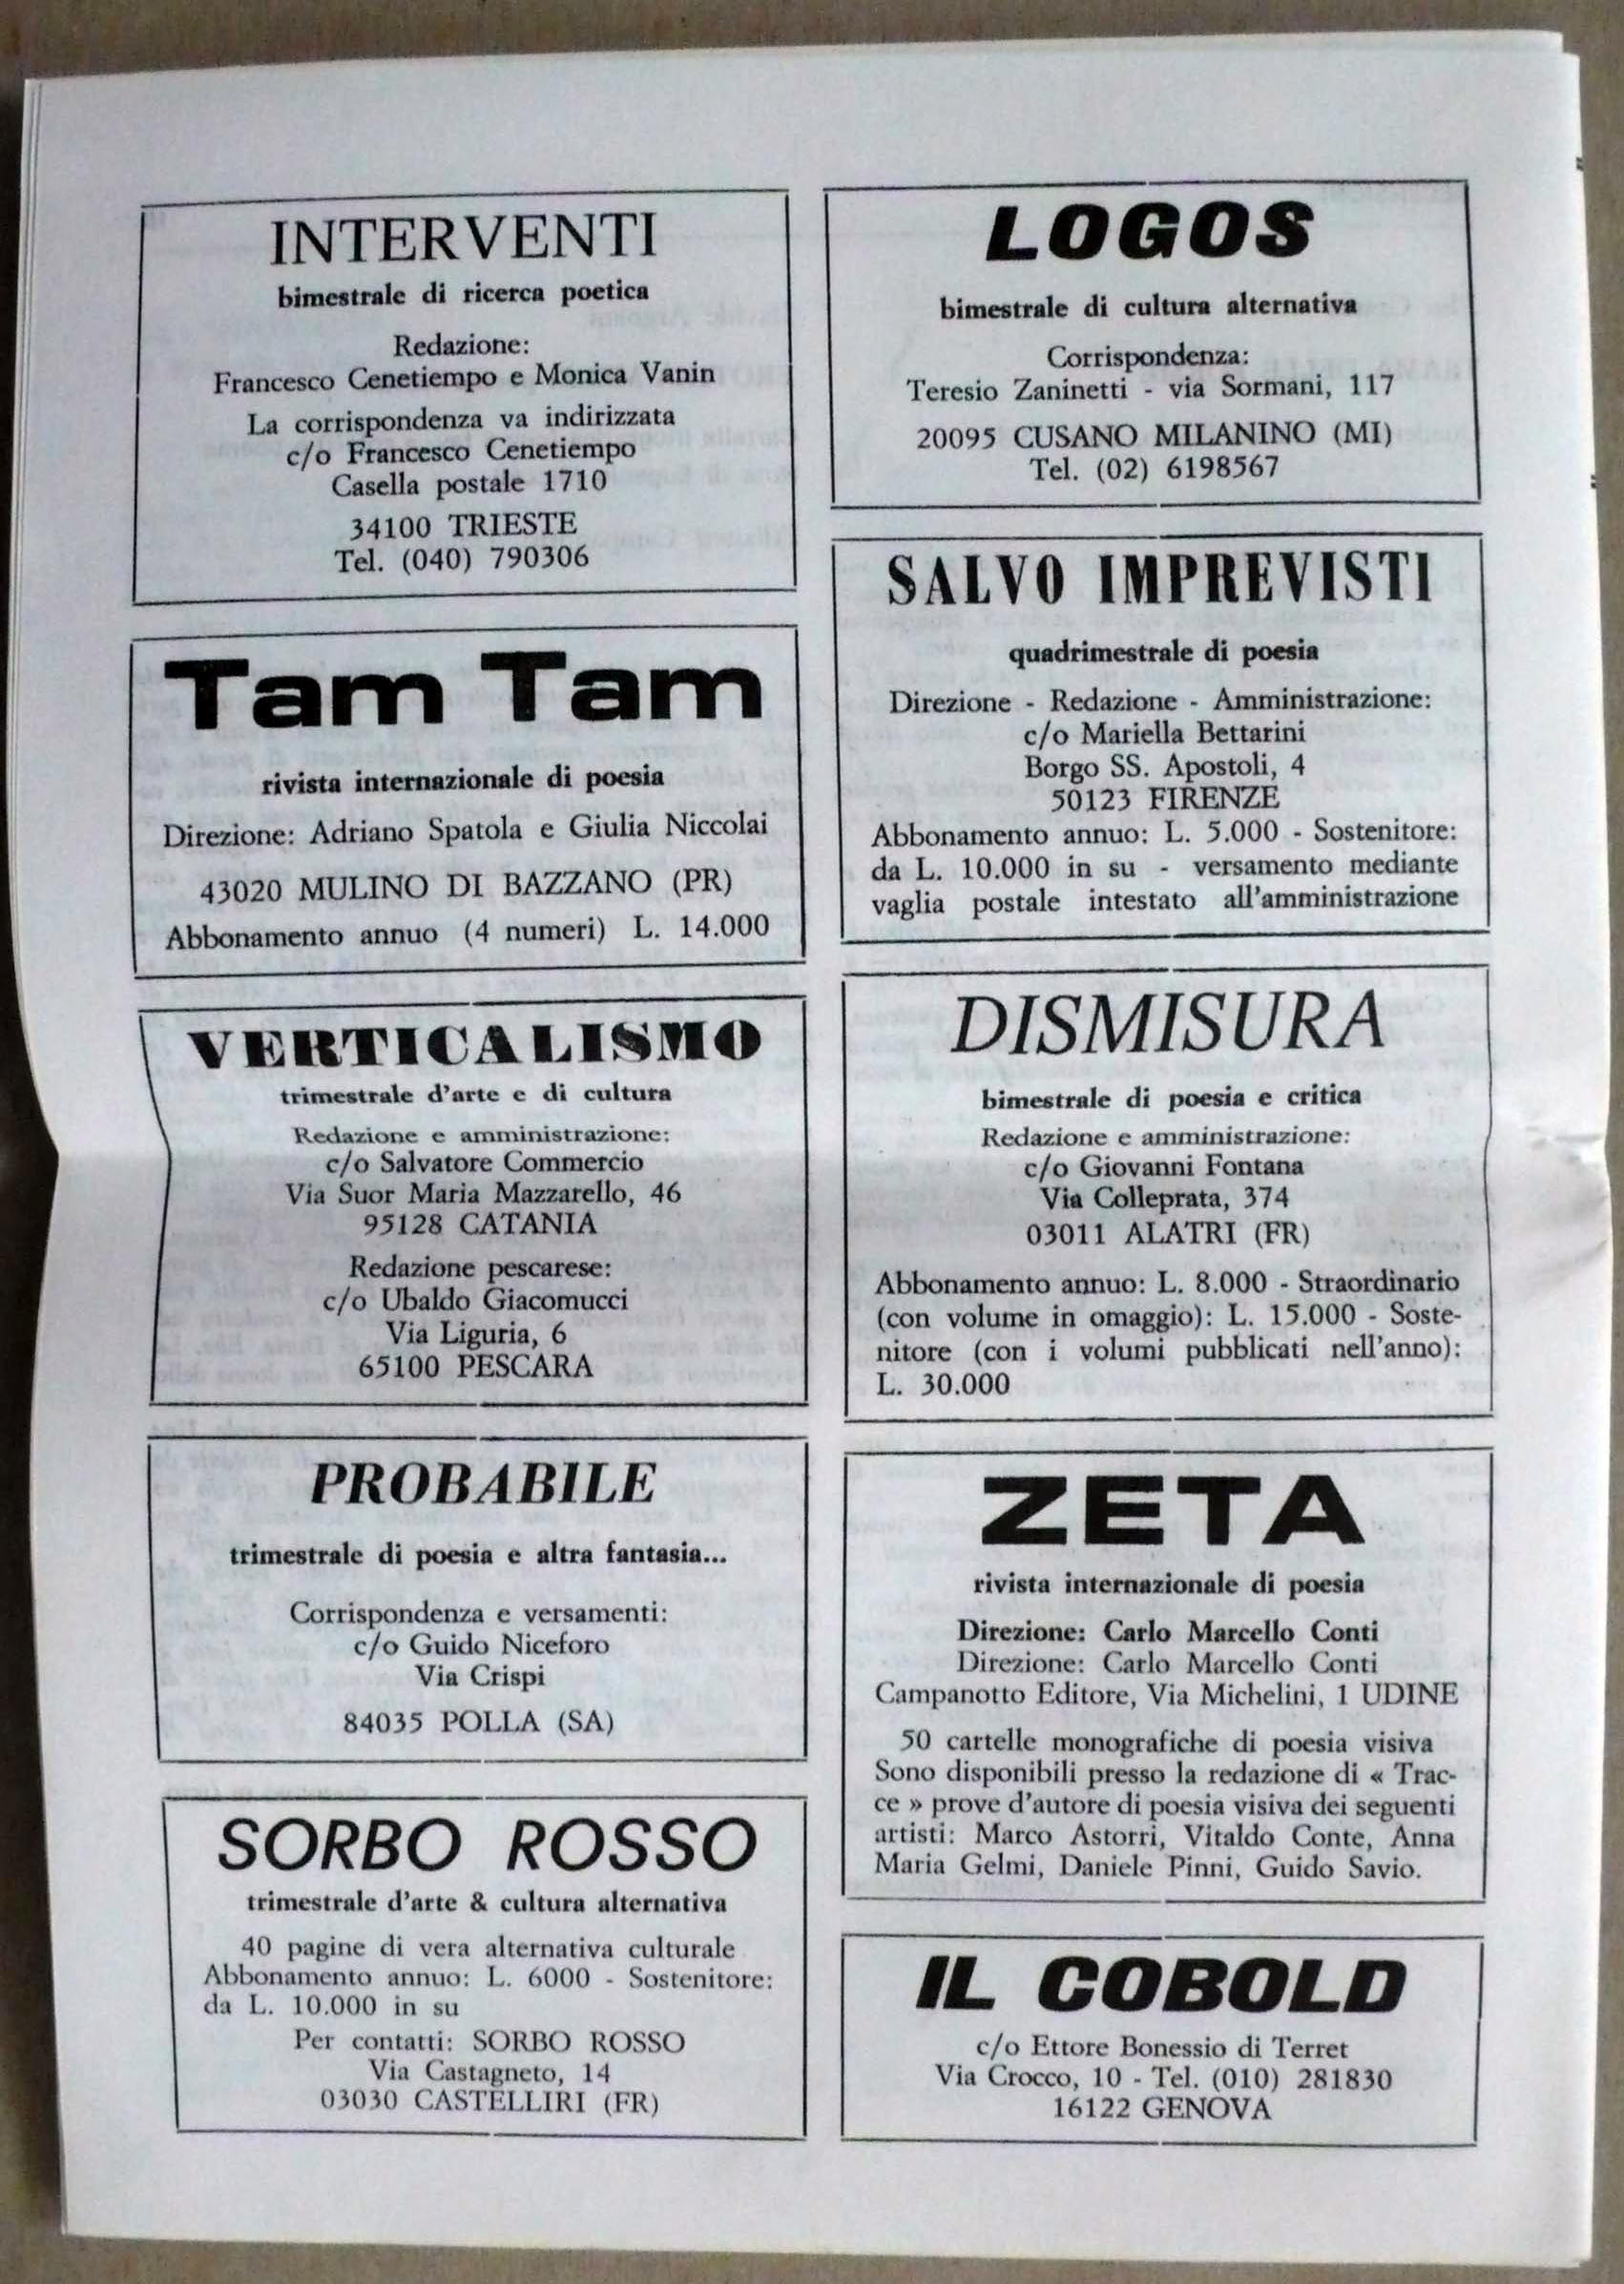 INTERVENTI
bimestrale di ricerca poetica
Redazione:
Francesco Cenetiempo e Monica Vanin
La corrispondenza va indirizzata
c/o Francesco Cenetiempo
Casella postale 1710
34100 TRIESTE
Tel. (040) 790306
Tam Tam
rivista internazionale di poesia
Direzione: Adriano Spatola e Giulia Niccolai
43020 MULINO DI BAZZANO (PR)
Abbonamento annuo (4 numeri) L. 14.000
VERTICALISMO
trimestrale d'arte e di cultura
Redazione e amministrazione:
c/o Salvatore Commercio
Via Suor Maria Mazzarello, 46
95128 CATANIA
Redazione pescarese:
c/o Ubaldo Giacomucci
Via Liguria, 6
65100 PESCARA
PROBABILE
trimestrale di poesia e altra fantasia...
Corrispondenza e versamenti:
c/o Guido Niceforo
Via Crispi
84035 POLLA (SA)
SORBO ROSSO
trimestrale d'arte & cultura alternativa
40 pagine di vera alternativa culturale
Abbonamento annuo: L. 6000 - Sostenitore:
da L. 10.000 in su
Per contatti: SORBO ROSSO
Via Castagneto, 14
03030 CASTELLIRI (FR)
LOGOS
bimestrale di cultura alternativa
Corrispondenza:
Teresio Zaninetti - via Sormani, 117
20095 CUSANO MILANINO (MI)
Tel. (02) 6198567
SALVO IMPREVISTI
quadrimestrale di poesia
Direzione - Redazione - Amministrazione:
c/o Mariella Bettarini
Borgo SS. Apostoli, 4
50123 FIRENZE
Abbonamento annuo: L. 5.000 - Sostenitore:
da L. 10.000 in su - versamento mediante
vaglia postale intestato all'amministrazione
DISMISURA
bimestrale di poesia e critica
Redazione e amministrazione:
c/o Giovanni Fontana
Via Colleprata, 374
03011 ALATRI (FR)
Abbonamento annuo: L. 8.000 - Straordinario
(con volume in omaggio): L. 15.000 - Soste-
nitore (con i volumi pubblicati nell'anno):
L. 30.000
ZETA
rivista internazionale di poesia
Direzione: Carlo Marcello Conti
Direzione: Carlo Marcello Conti
Campanotto Editore, Via Michelini, 1 UDINE
50 cartelle monografiche di poesia visiva
Sono disponibili presso la redazione di « Trac-
ce » prove d'autore di poesia visiva dei seguenti
artisti: Marco Astorri, Vitaldo Conte, Anna
Maria Gelmi, Daniele Pinni, Guido Savio.
IL COBOLD
c/o Ettore Bonessio di Terret
Via Crocco, 10 - Tel. (010) 281830
16122 GENOVA